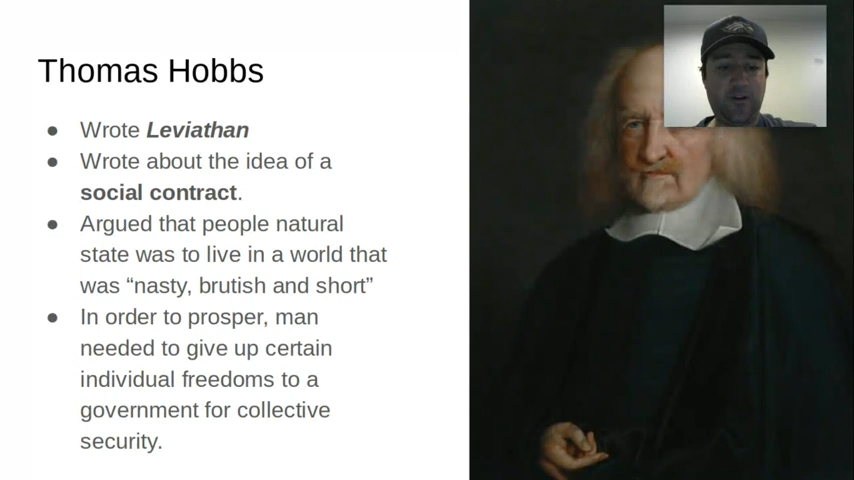 Thomas Hobbs
● Wrote Leviathan
● Wrote about the idea of a
social contract.
● Argued that people natural
state was to live in a world that
was “nasty, brutish and short”
● In order to prosper, man
needed to give up certain
individual freedoms to a
government for collective
security.